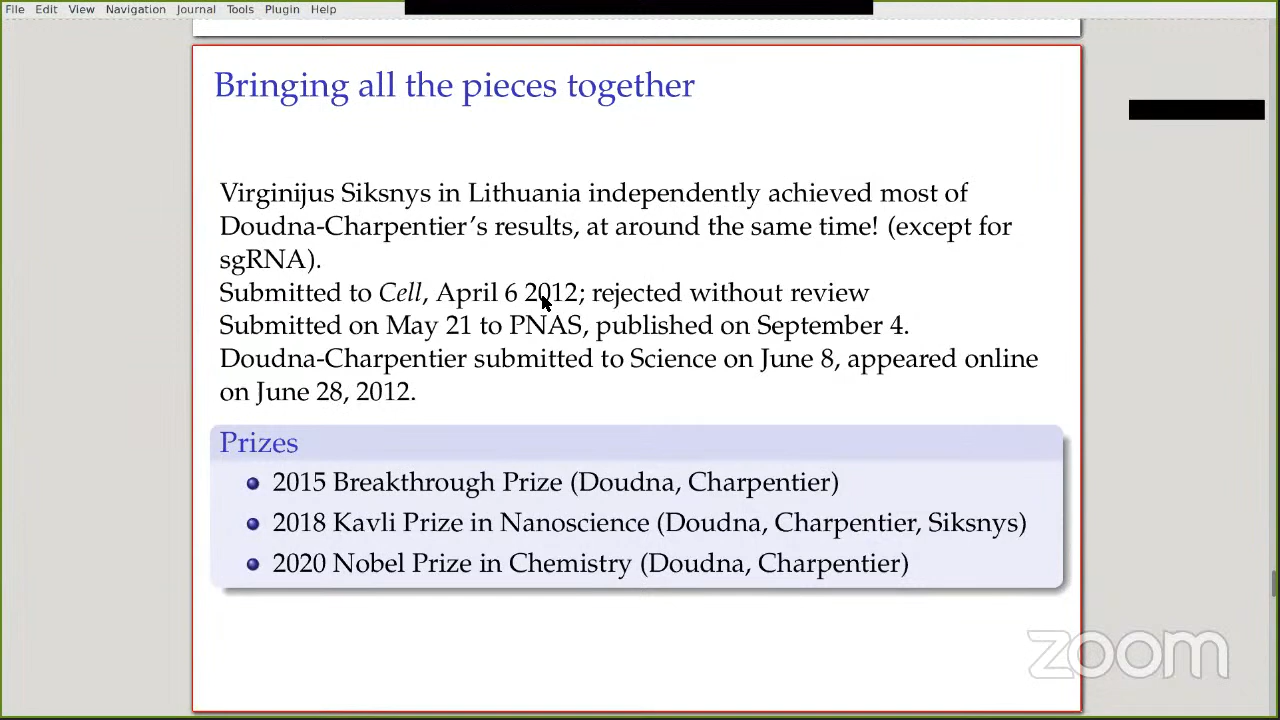 File Edit View Navigation Journal Tools Plugin Help
Bringing all the pieces together
Virginijus Siksnys in Lithuania independently achieved most of
Doudna-Charpentier's results, at around the same time! (except for
sgRNA).
Submitted to Cell, April 6 2012; rejected without review
Submitted on May 21 to PNAS, published on September 4.
Doudna-Charpentier submitted to Science on June 8, appeared online
on June 28, 2012.
Prizes
2015 Breakthrough Prize (Doudna, Charpentier)
2018 Kavli Prize in Nanoscience (Doudna, Charpentier, Siksnys)
2020 Nobel Prize in Chemistry (Doudna, Charpentier)
zoom